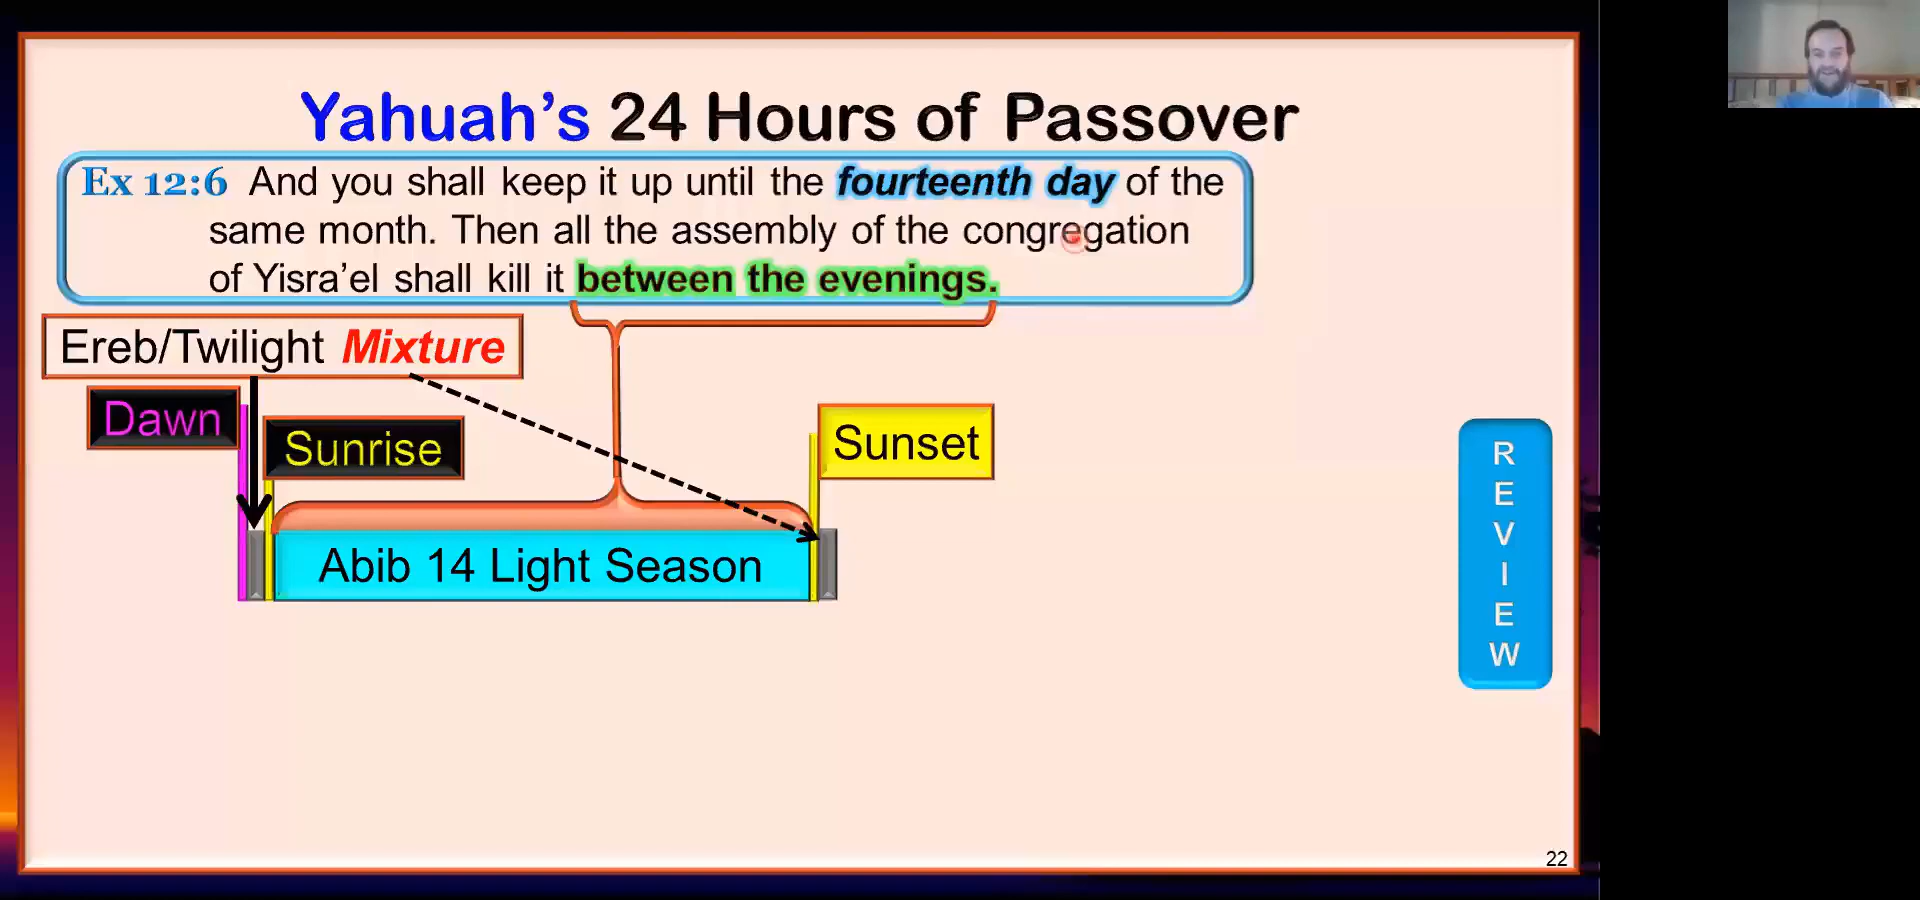 Yahuah’s 24 Hours of Passover
Ex 12:6 And you shall keep it up until the fourteenth day of the
same month. Then all the assembly of the congregation
of Yisra’el shall kill it between the evenings.
Ereb/Twilight Mixture
Dawn
Sunrise
Sunset
Abib 14 Light Season
REVIEW
22